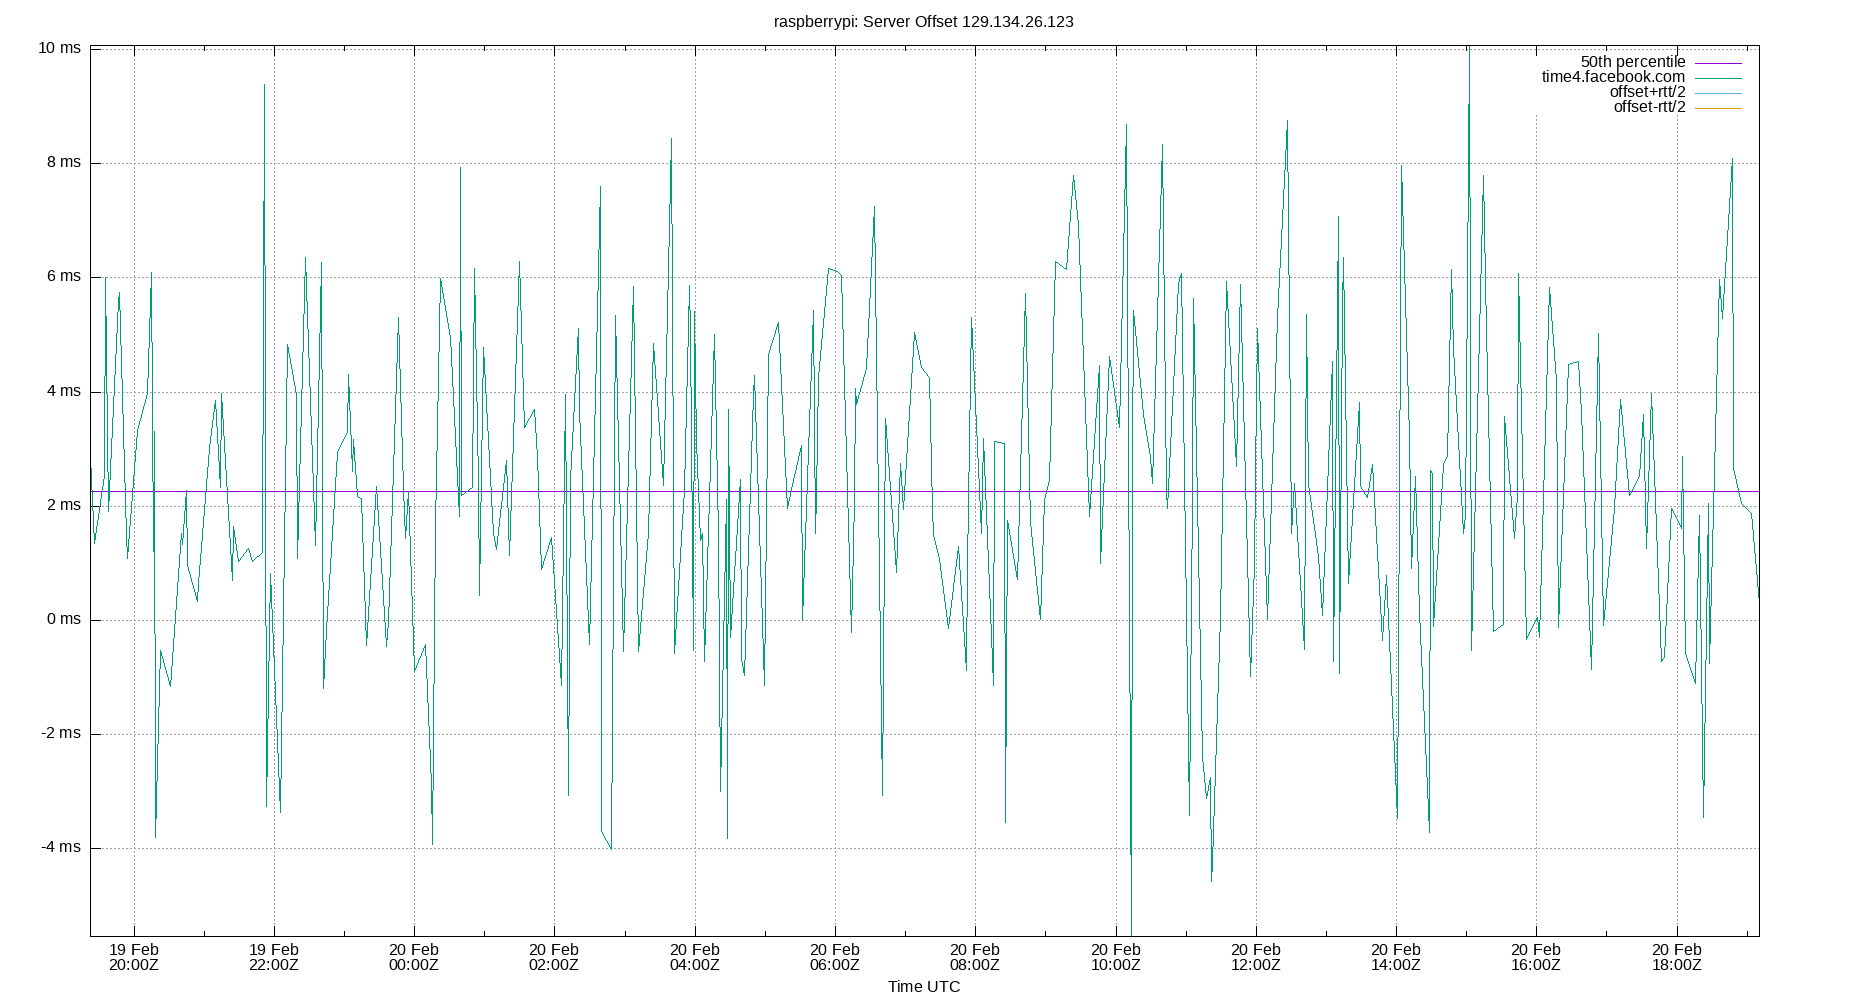 raspberrypi: Server Offset 129.134.26.123
10 ms
8 ms
6 ms
4 ms
2 ms
0 ms
-2 ms
-4 ms
50th percentile
time4.facebook.com
offset+rtt/2
offset-rtt/2
19 Feb 19 Feb 20 Feb 20 Feb 20 Feb 20 Feb 20 Feb 20 Feb 20 Feb 20 Feb 20 Feb 20 Feb
20:00Z 22:00Z 00:00Z 02:00Z 04:00Z 06:00Z 08:00Z 10:00Z 12:00Z 14:00Z 16:00Z 18:00Z
Time UTC